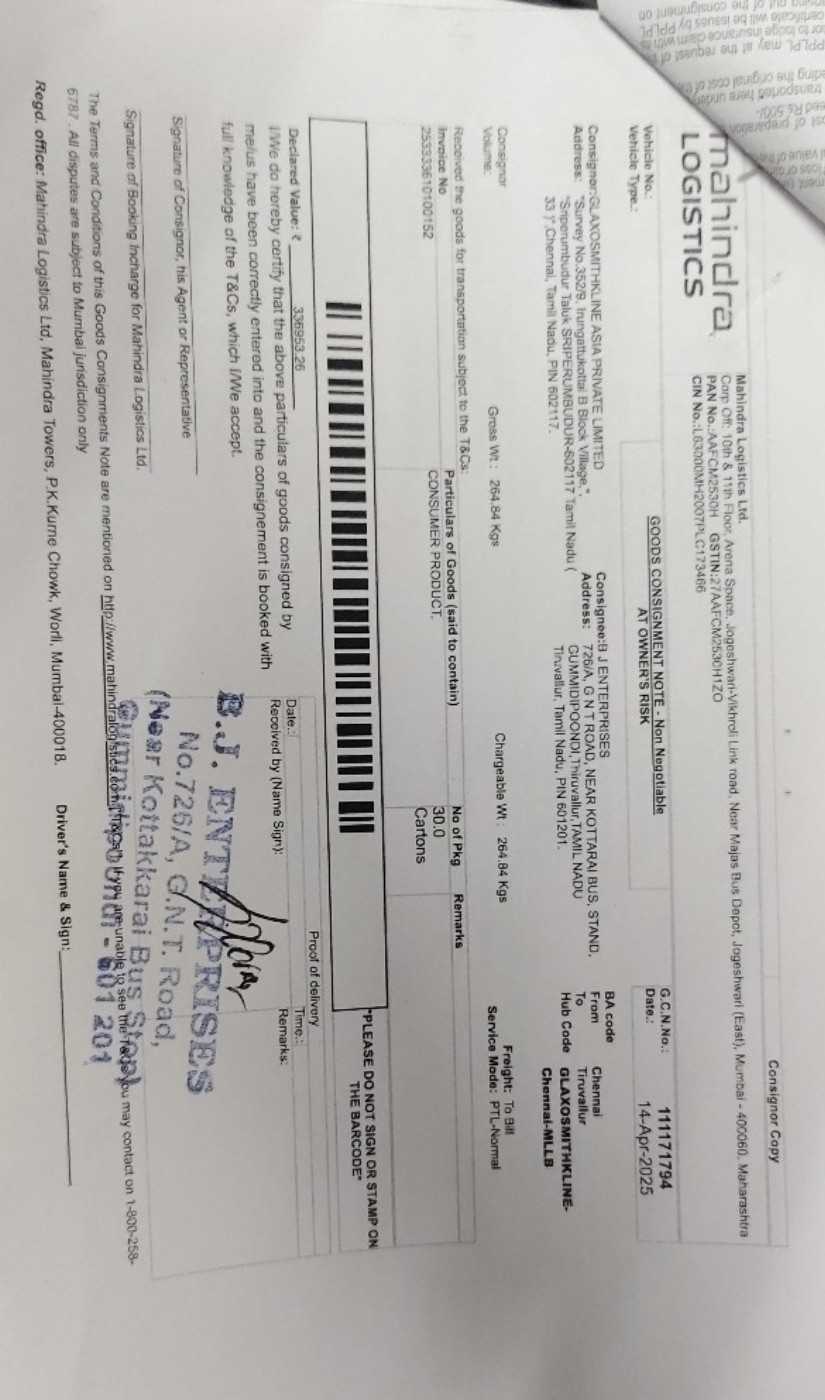 Consignor Copy
mahindra
LOGISTICS
Mahindra Logistics Ltd.
Corp Off: 10th & 11th Floor, Arena Space, Jogeshwari-Vikhroli Link road, Near Majas Bus Depot, Jogeshwari (East), Mumbai - 400060, Maharashtra
PAN No.:AAFCM2530H GSTIN:27AAFCM2530H1ZO
CIN No.:L63000MH2007PLC173466
GOODS CONSIGNMENT NOTE - Non Negotiable
AT OWNER'S RISK
Vehicle No.:
Vehicle Type.:
G.C.N.No.: 111171794
Date.: 14-Apr-2025
Consignor:GLAXOSMITHKLINE ASIA PRIVATE LIMITED
Address: "Survey No.352/9, Irungattukottai B Block Village,",
"Sriperumbudur Taluk SRIPERUMBUDUR-602117 Tamil Nadu (
33 )",Chennai, Tamil Nadu, PIN 602117.
Consignee:B J ENTERPRISES
Address: 726/A, G N T ROAD, NEAR KOTTARAI BUS, STAND,
GUMMIDIPOONDI,Thiruvallur,TAMIL NADU
Tiruvallur, Tamil Nadu, PIN 601201.
BA code
From Chennai
To Tiruvallur
Hub Code GLAXOSMITHKLINE-
Chennai-MLLB
Consignor
Volume:
Gross Wt : 264.84 Kgs
Chargeable Wt : 264.84 Kgs
Freight: To Bill
Service Mode: PTL-Normal
Received the goods for transportation subject to the T&Cs:
Invoice No
Particulars of Goods (said to contain)
No of Pkg
Remarks
253333610100152
CONSUMER PRODUCT,
30.0
Cartons
"PLEASE DO NOT SIGN OR STAMP ON
THE BARCODE"
Declared Value: ₹ 336953.26
I/We do hereby certify that the above particulars of goods consigned by
me/us have been correctly entered into and the consignement is booked with
full knowledge of the T&Cs, which I/We accept.
Proof of delivery
Date.:
Time.:
Received by (Name Sign):
Remarks:
B.J. ENTERPRISES
No.726/A, G.N.T. Road,
(Near Kottakkarai Bus Stop)
Gummidipoondi - 601 201
Signature of Consignor, his Agent or Representative
Signature of Booking Incharge for Mahindra Logistics Ltd.
The Terms and Conditions of this Goods Consignments Note are mentioned on http://www.mahindralogistics.com If you are unable to see the you may contact on 1-800-258-
6787 . All disputes are subject to Mumbai jurisdiction only
Regd. office: Mahindra Logistics Ltd, Mahindra Towers, P.K.Kurne Chowk, Worli, Mumbai-400018.
Driver's Name & Sign: